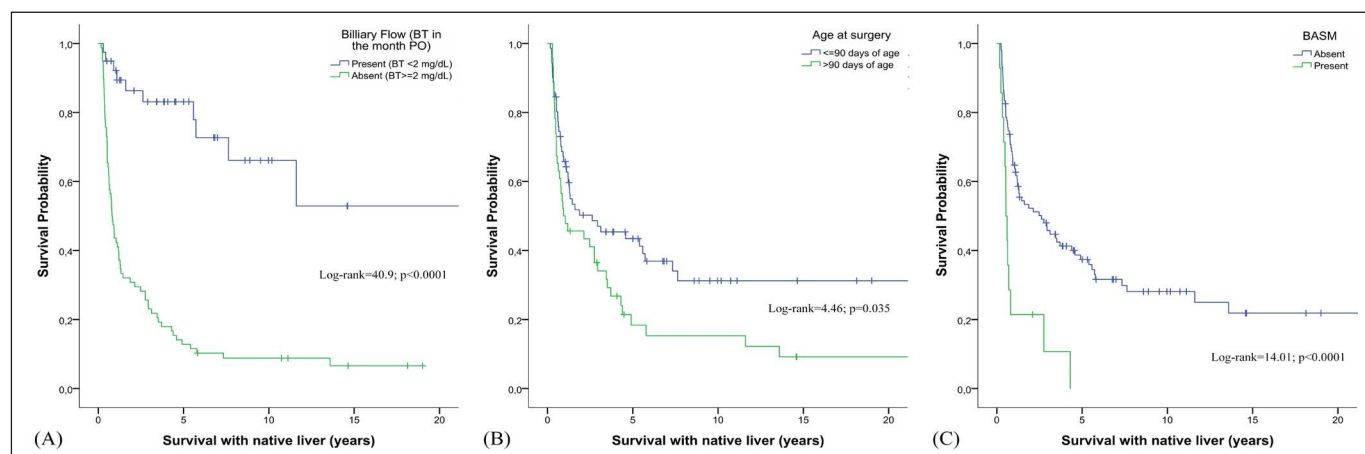 Billiary Flow (BT in
the month PO)
Present (BT <2 mg/dL)
Absent (BT>=2 mg/dL)
1,0
0,8
0,6
0,4
0,2
0,0
Survival Probability
Log-rank=40.9; p<0.0001
0 5 10 15 20
(A) Survival with native liver (years)
Age at surgery
<=90 days of age
>90 days of age
1,0
0,8
0,6
0,4
0,2
0,0
Survival Probability
Log-rank=4.46; p=0.035
0 5 10 15 20
(B) Survival with native liver (years)
BASM
Absent
Present
1,0
0,8
0,6
0,4
0,2
0,0
Survival Probability
Log-rank=14.01; p<0.0001
0 5 10 15 20
(C) Survival with native liver (years)